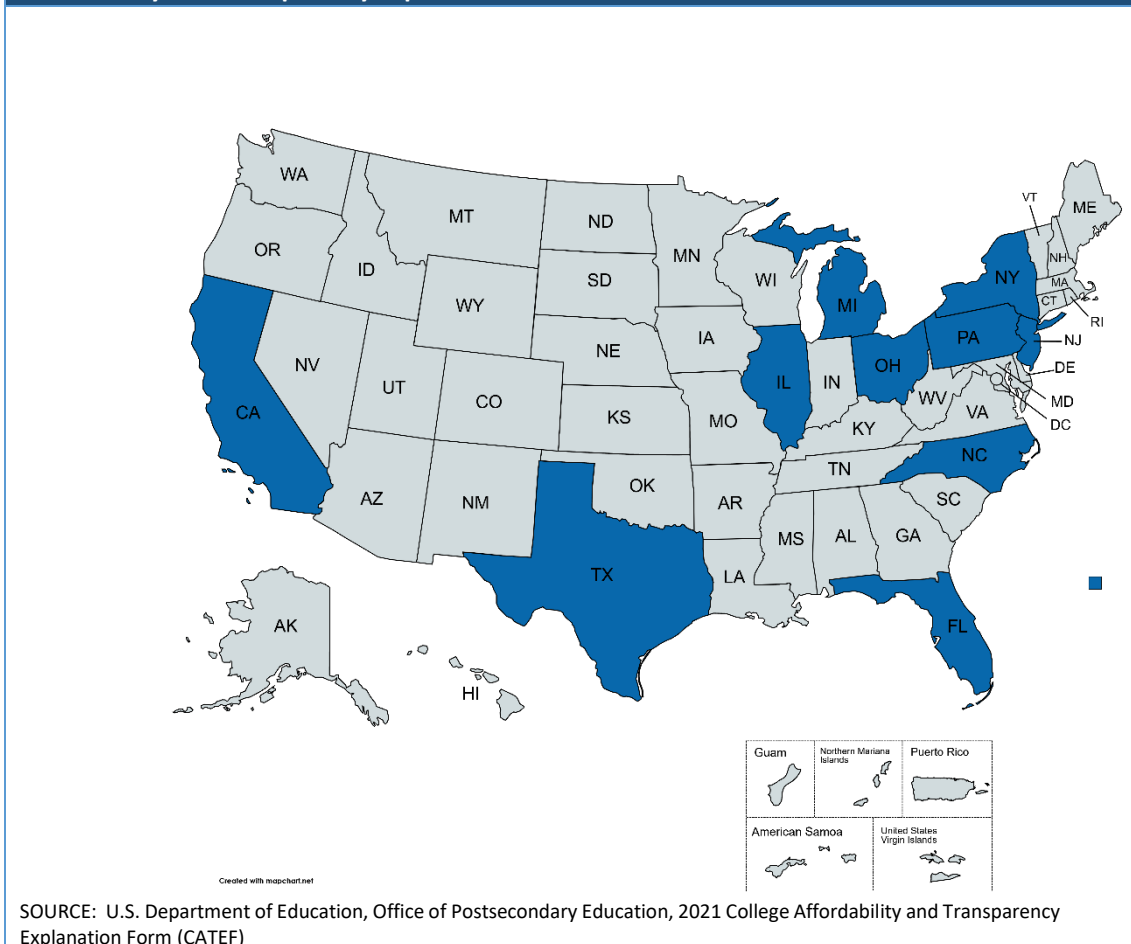 WA
MT
ND
MN
VT
ME
OR
ID
SD
WI
NH
NY
MA
WY
MI
CT
RI
IA
PA
NJ
NE
OH
DE
NV
IL
IN
UT
CO
WV
MD
CA
KS
MO
VA
DC
KY
NC
TN
AZ
NM
OK
AR
SC
MS
AL
GA
TX
LA
AK
FL
HI
Guam
Northern Mariana
Islands
Puerto Rico
American Samoa
United States
Virgin Islands
Created with mapchart.net
SOURCE: U.S. Department of Education, Office of Postsecondary Education, 2021 College Affordability and Transparency
Explanation Form (CATEF)